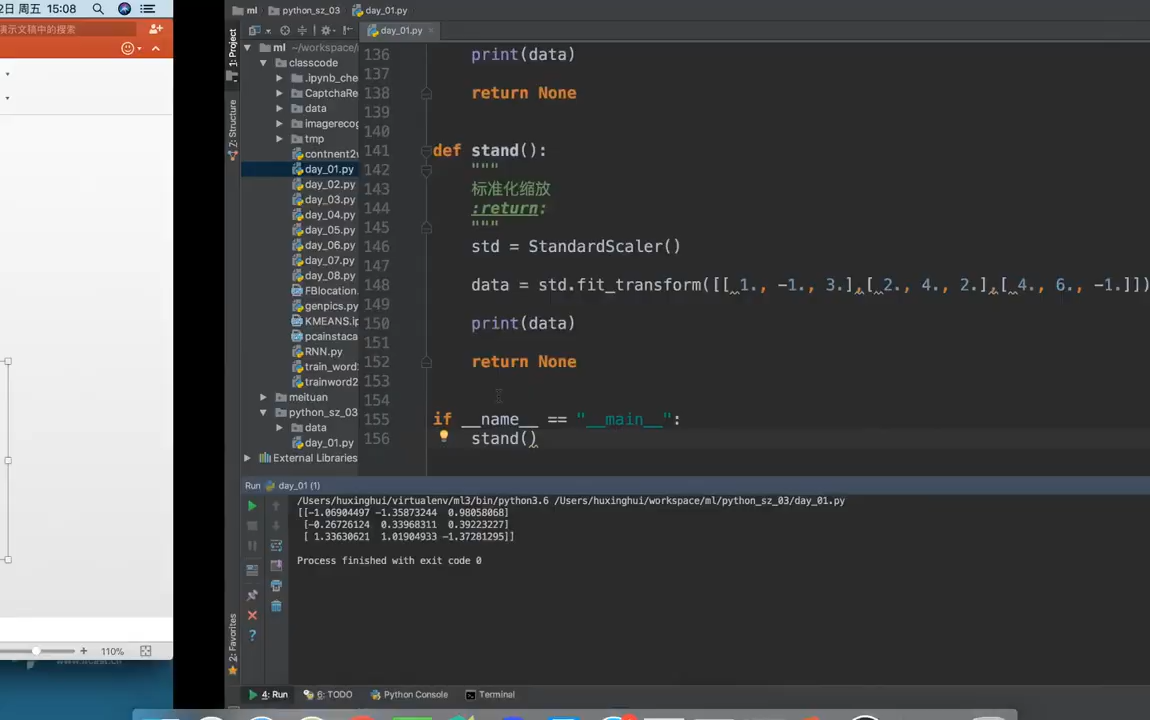 2日 周五 15:08
演示文稿中的搜索
110%
ml
python_sz_03
day_01.py
1: Project
Z: Structure
2: Favorites
ml ~/workspace/
classcode
.ipynb_che
CaptchaRe
data
imagerecog
tmp
day_01.py
day_02.py
day_03.py
day_04.py
day_05.py
day_06.py
day_07.py
day_08.py
FBlocation.
genpics.py
KMEANS.ip
pcainstaca
RNN.py
train_word2
trainword2
meituan
python_sz_03
data
day_01.py
External Libraries
day_01.py
136 print(data)
137
138 return None
139
140
141 def stand():
142 """
143 标准化缩放
144 :return:
145 """
146 std = StandardScaler()
147
148 data = std.fit_transform([[ 1., -1., 3.],[ 2., 4., 2.],[ 4., 6., -1.]])
149
150 print(data)
151
152 return None
153
154
155 if __name__ == "__main__":
156 stand()
Run day_01 (1)
/Users/huxinghui/virtualenv/ml3/bin/python3.6 /Users/huxinghui/workspace/ml/python_sz_03/day_01.py
[[-1.06904497 -1.35873244 0.98058068]
[-0.26726124 0.33968311 0.39223227]
[ 1.33630621 1.01904933 -1.37281295]]
Process finished with exit code 0
4: Run
6: TODO
Python Console
Terminal